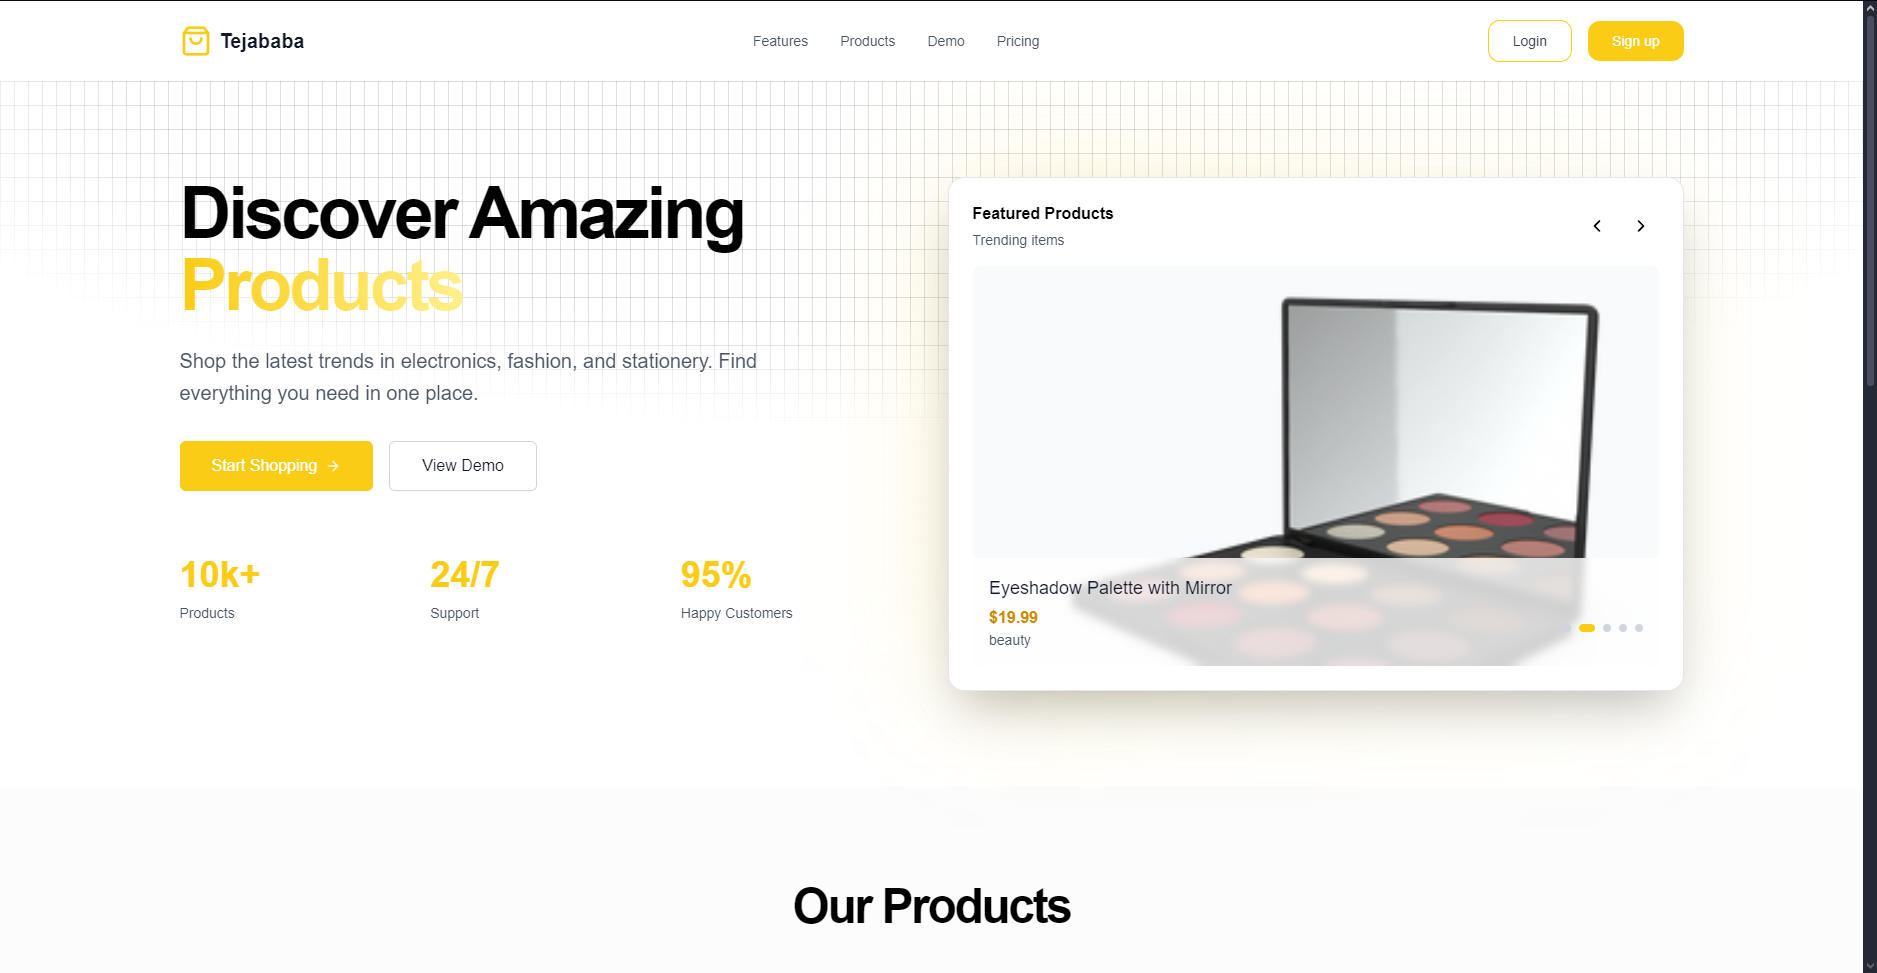 Tejababa
Features
Products
Demo
Pricing
Login
Sign up
Discover Amazing
Products
Shop the latest trends in electronics, fashion, and stationery. Find
everything you need in one place.
Start Shopping →
View Demo
10k+
Products
24/7
Support
95%
Happy Customers
Featured Products
Trending items
Eyeshadow Palette with Mirror
$19.99
beauty
Our Products